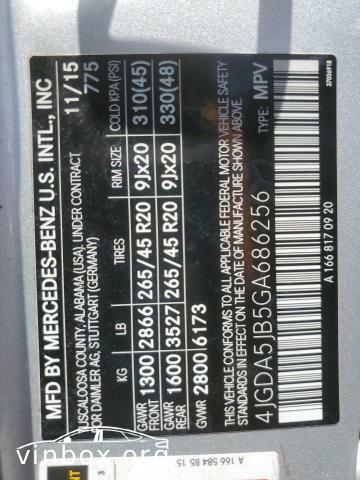 MFD BY MERCEDES-BENZ U.S. INTL., INC
TUSCALOOSA COUNTY, ALABAMA (USA), UNDER CONTRACT
FOR DAIMLER AG, STUTTGART (GERMANY)
11/15
775
KG LB TIRES RIM SIZE COLD KPA (PSI)
GAWR FRONT 1300 2866 265/45 R20 9Jx20 310(45)
GAWR REAR 1600 3527 265/45 R20 9Jx20 330(48)
GVWR 2800 6173
THIS VEHICLE CONFORMS TO ALL APPLICABLE FEDERAL MOTOR VEHICLE SAFETY
STANDARDS IN EFFECT ON THE DATE OF MANUFACTURE SHOWN ABOVE.
4JGDA5JB5GA686256
TYPE: MPV
A 166 817 09 20
37056918
A 166 584 85 15
vinbox.org